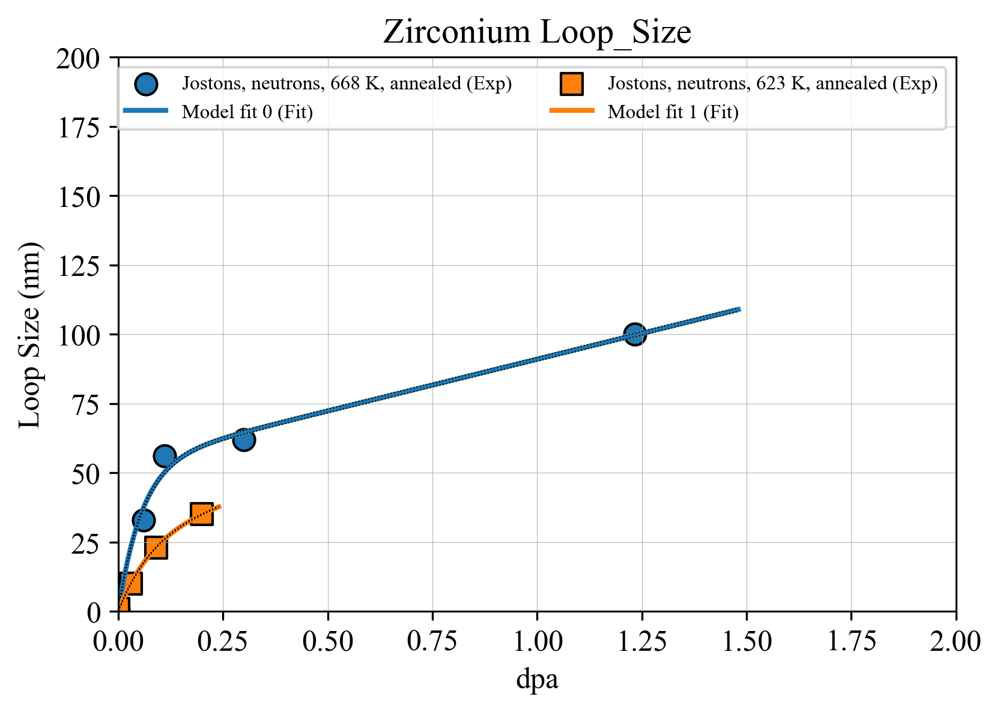 Zirconium Loop_Size
Jostons, neutrons, 668 K, annealed (Exp)
Model fit 0 (Fit)
Jostons, neutrons, 623 K, annealed (Exp)
Model fit 1 (Fit)
Loop Size (nm)
200
175
150
125
100
75
50
25
0
0.00 0.25 0.50 0.75 1.00 1.25 1.50 1.75 2.00
dpa